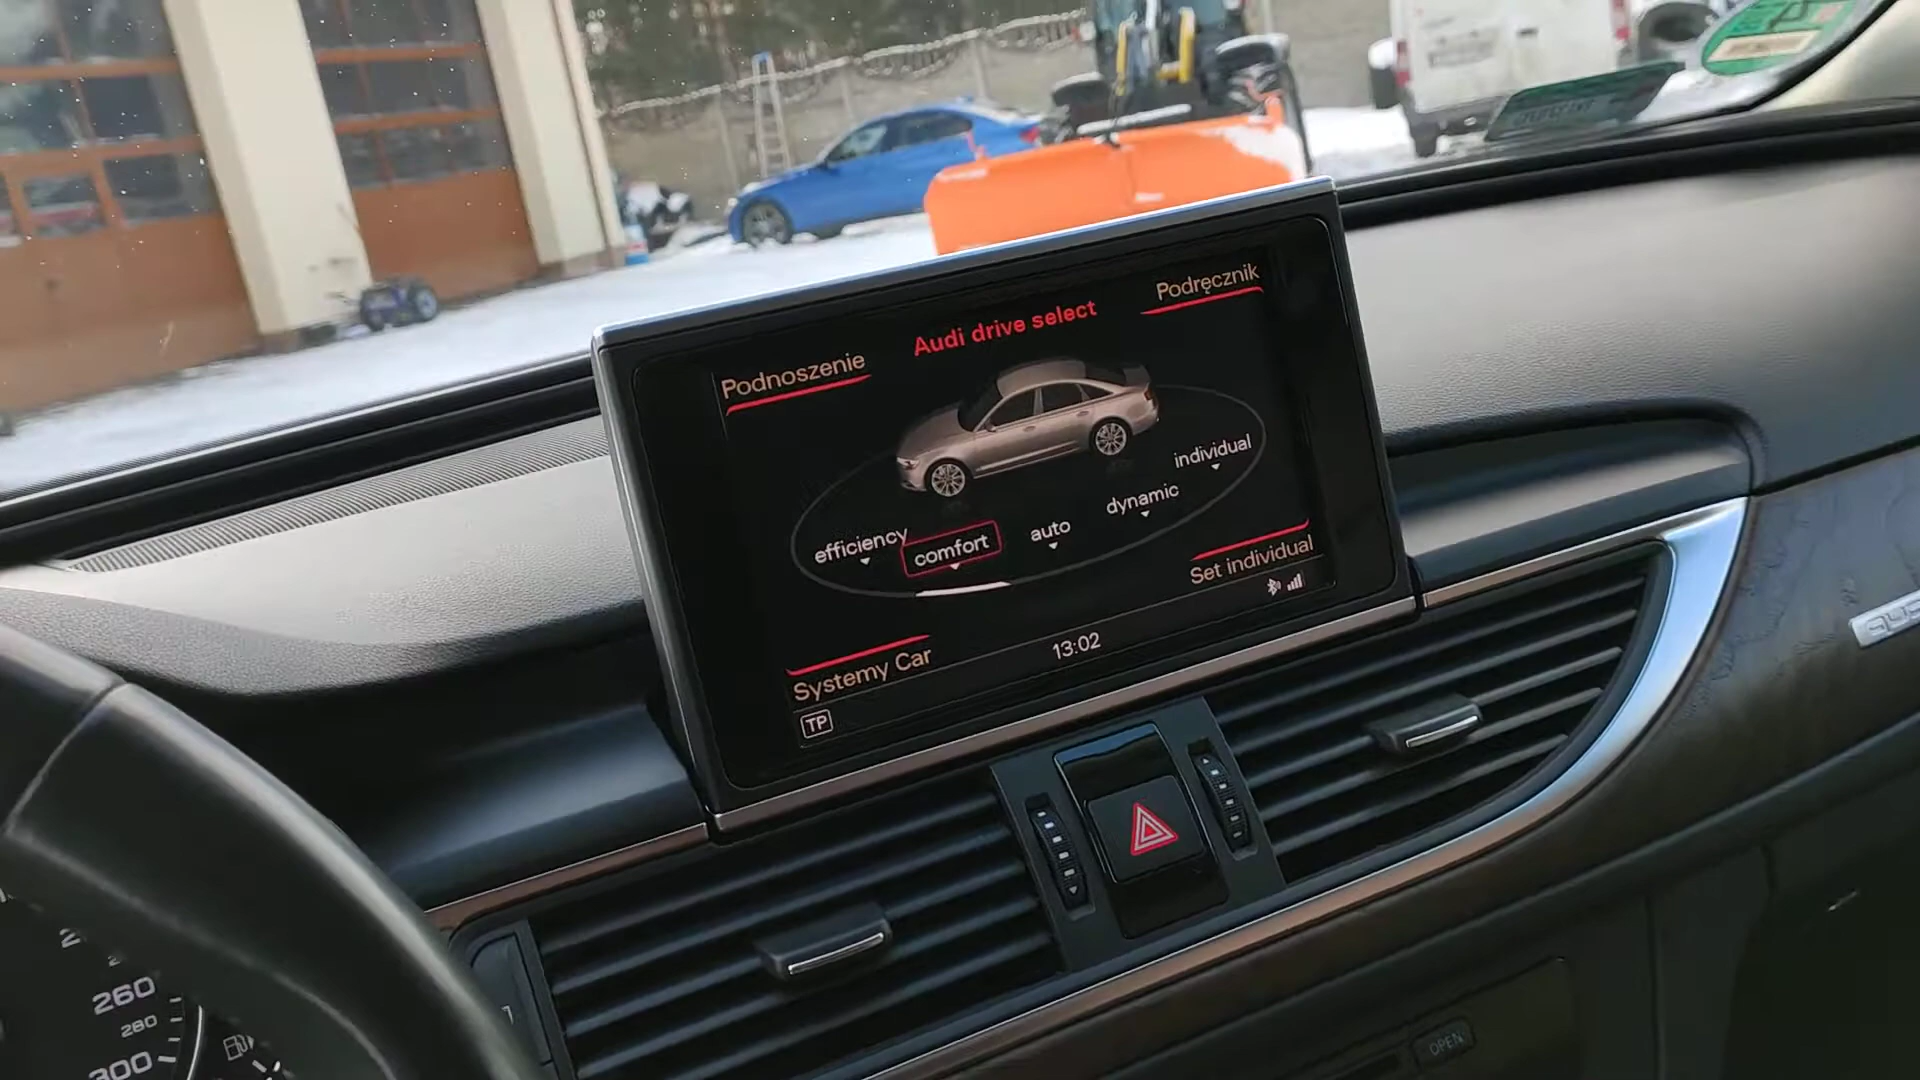 Podręcznik
Audi drive select
Podnoszenie
individual
dynamic
auto
efficiency
comfort
Set individual
13:02
Systemy Car
TP
260
280
300
OPEN